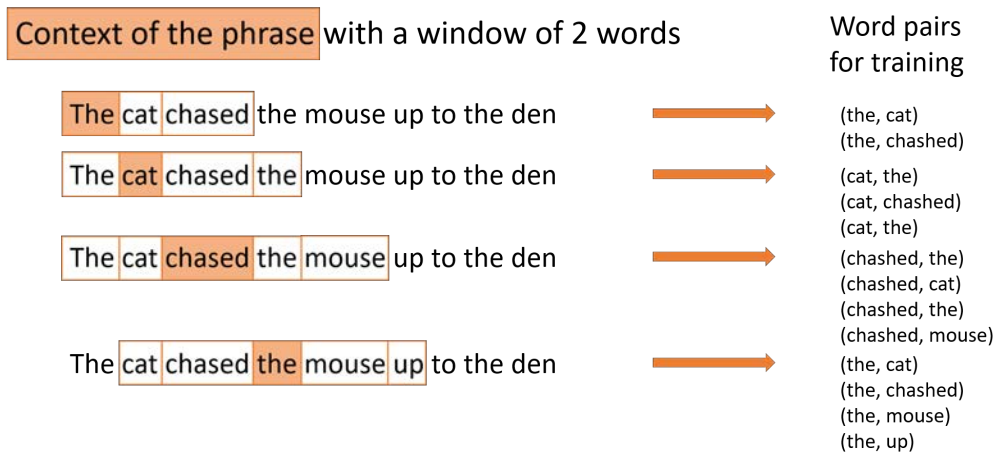 Context of the phrase with a window of 2 words
Word pairs
for training
The cat chased the mouse up to the den
(the, cat)
(the, chashed)
The cat chased the mouse up to the den
(cat, the)
(cat, chashed)
(cat, the)
The cat chased the mouse up to the den
(chashed, the)
(chashed, cat)
(chashed, the)
(chashed, mouse)
The cat chased the mouse up to the den
(the, cat)
(the, chashed)
(the, mouse)
(the, up)